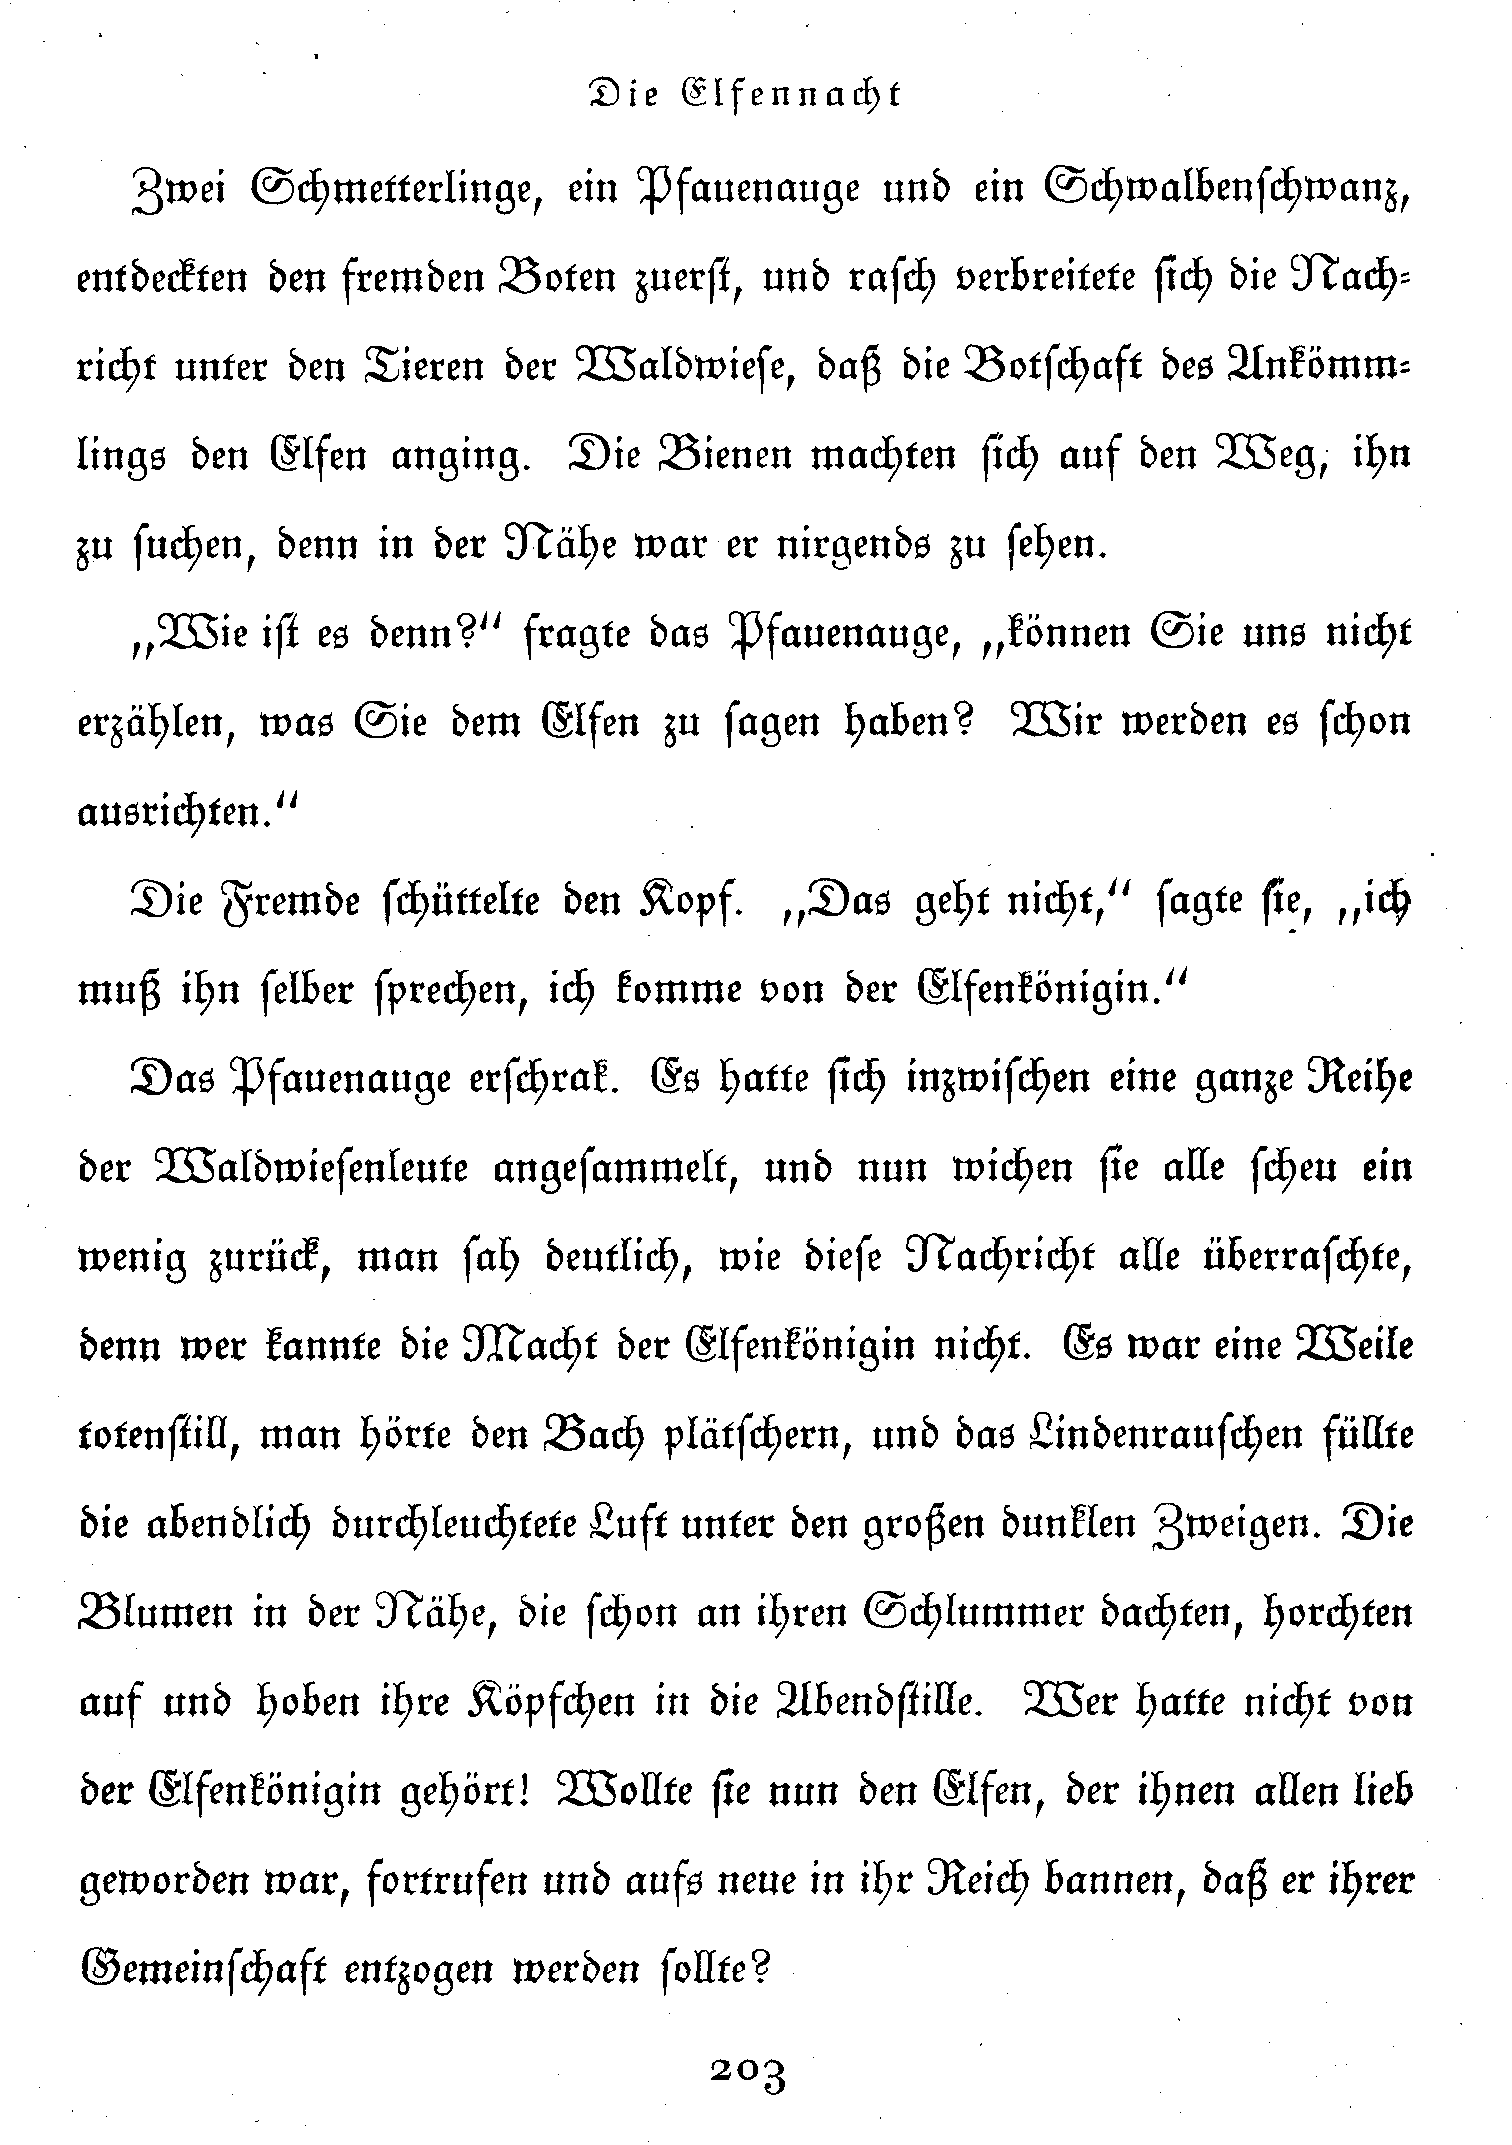 Die Elfennacht
Zwei Schmetterlinge, ein Pfauenauge und ein Schwalbenſchwanz,
entdeckten den fremden Boten zuerſt, und raſch verbreitete ſich die Nach⸗
richt unter den Tieren der Waldwieſe, daß die Botſchaft des Ankömm⸗
lings den Elfen anging. Die Bienen machten ſich auf den Weg, ihn
zu ſuchen, denn in der Nähe war er nirgends zu ſehen.
„Wie iſt es denn?“ fragte das Pfauenauge, „können Sie uns nicht
erzählen, was Sie dem Elfen zu ſagen haben? Wir werden es ſchon
ausrichten.“
Die Fremde ſchüttelte den Kopf. „Das geht nicht,“ ſagte ſie, „ich
muß ihn ſelber ſprechen, ich komme von der Elfenkönigin.“
Das Pfauenauge erſchrak. Es hatte ſich inzwiſchen eine ganze Reihe
der Waldwieſenleute angeſammelt, und nun wichen ſie alle ſcheu ein
wenig zurück, man ſah deutlich, wie dieſe Nachricht alle überraſchte,
denn wer kannte die Macht der Elfenkönigin nicht. Es war eine Weile
totenſtill, man hörte den Bach plätſchern, und das Lindenrauſchen füllte
die abendlich durchleuchtete Luft unter den großen dunklen Zweigen. Die
Blumen in der Nähe, die ſchon an ihren Schlummer dachten, horchten
auf und hoben ihre Köpfchen in die Abendſtille. Wer hatte nicht von
der Elfenkönigin gehört! Wollte ſie nun den Elfen, der ihnen allen lieb
geworden war, fortrufen und aufs neue in ihr Reich bannen, daß er ihrer
Gemeinſchaft entzogen werden ſollte?
203